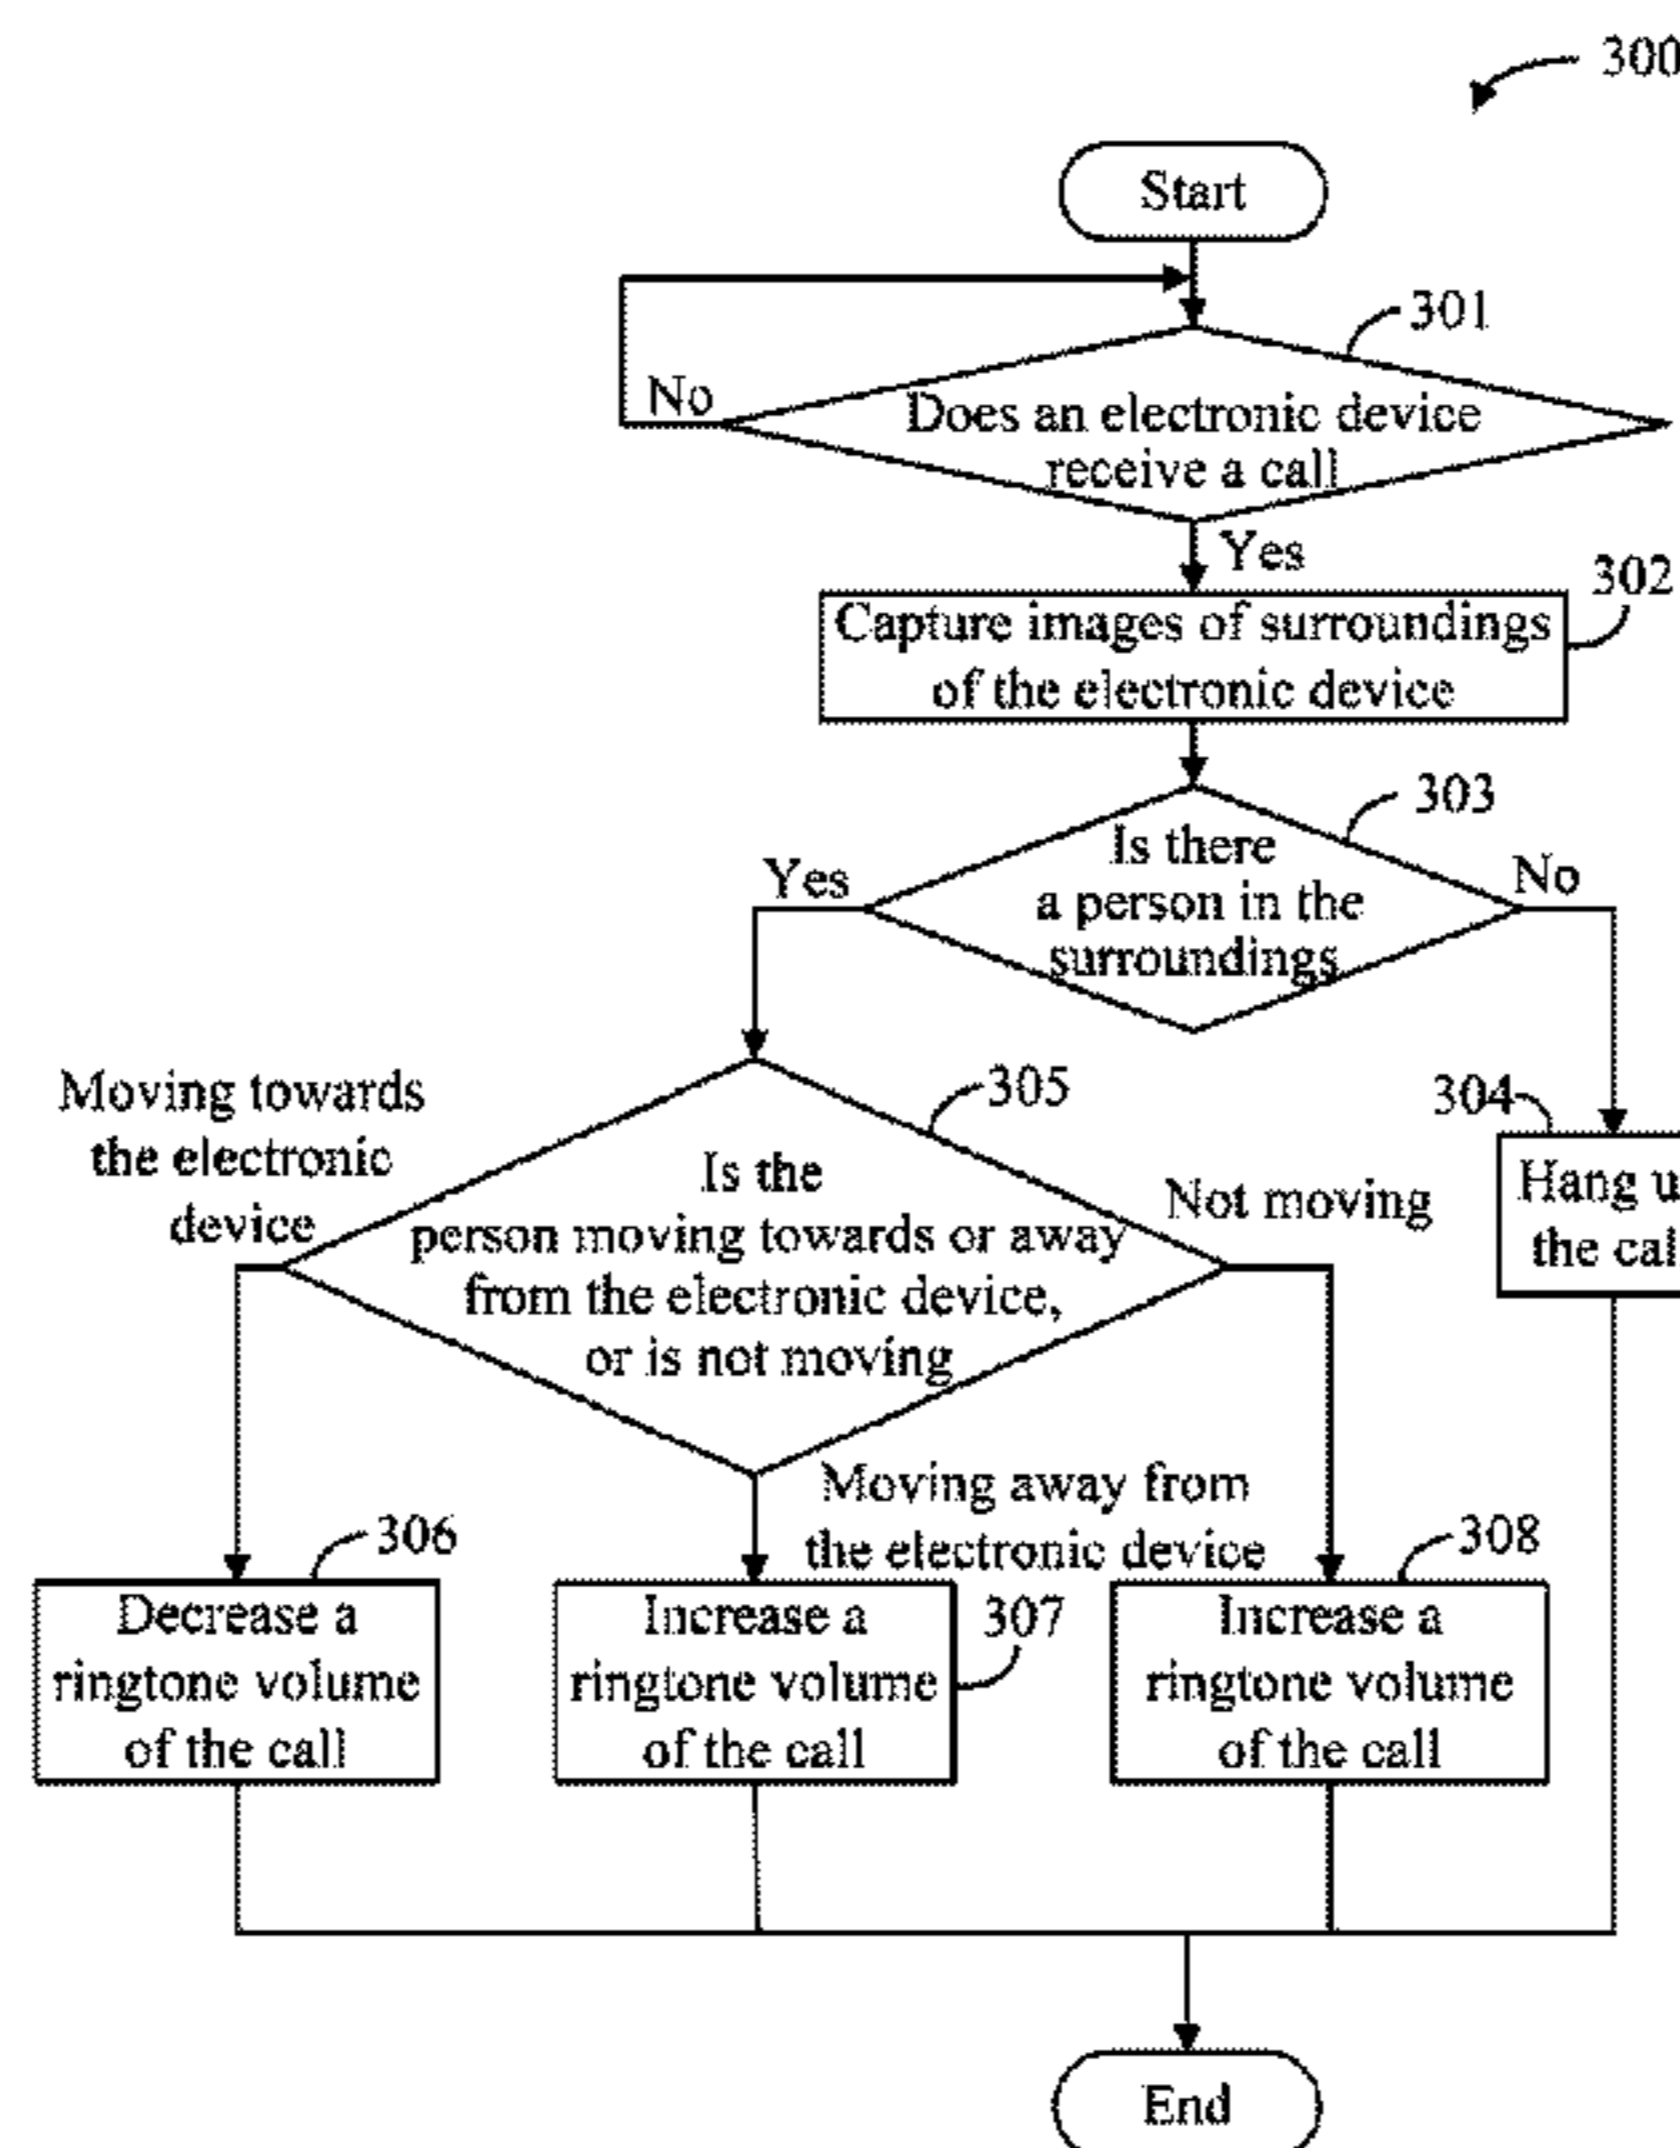 300
Start
301
No
Does an electronic device
receive a call
Yes
302
Capture images of surroundings
of the electronic device
303
Is there
a person in the
surroundings
Yes
No
305
304
Moving towards
the electronic
device
Is the
person moving towards or away
from the electronic device,
or is not moving
Not moving
Hang
the
Moving away from
the electronic device
306
308
Decrease a
ringtone volume
of the call
Increase a
ringtone volume
of the call
307
Increase a
ringtone volume
of the call
End